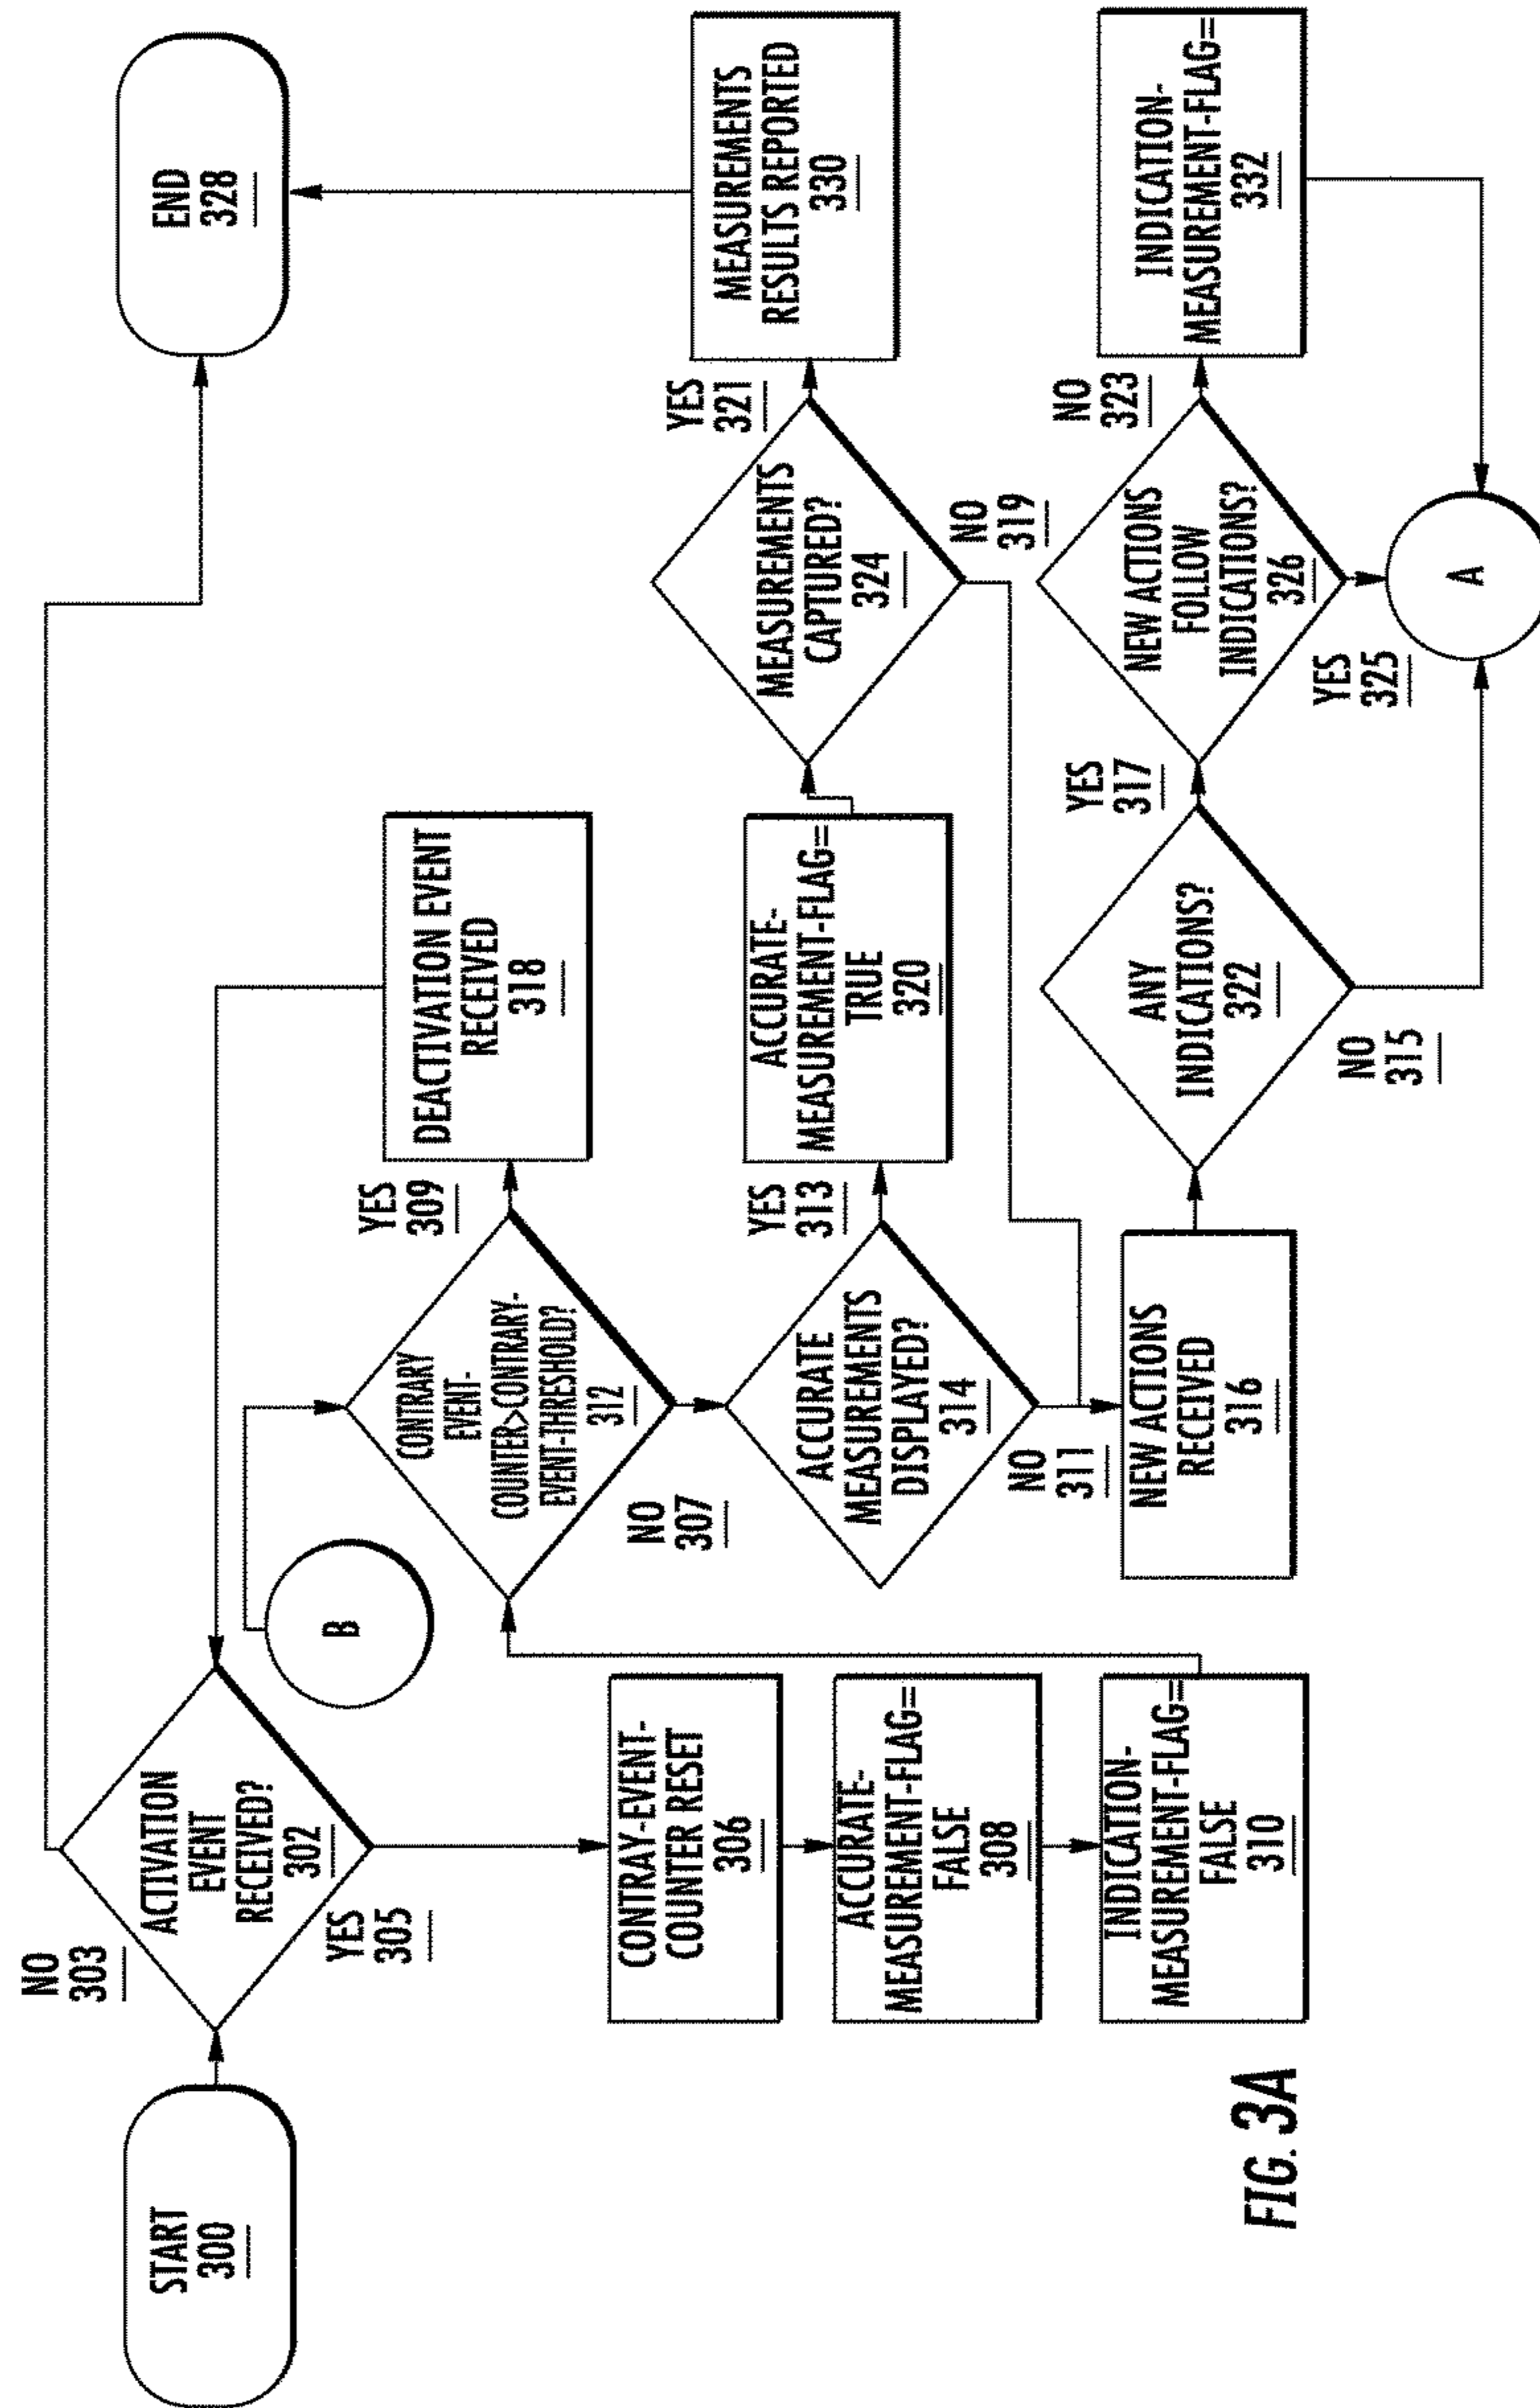 START
300
NO
303
ACTIVATION
EVENT
RECEIVED?
302
YES
305
END
328
B
CONTRARY
EVENT-
COUNTER>CONTRARY-
EVENT-THRESHOLD?
312
YES
309
DEACTIVATION EVENT
RECEIVED
318
NO
307
CONTRAY-EVENT-
COUNTER RESET
306
ACCURATE-
MEASUREMENT-FLAG=
FALSE
308
INDICATION-
MEASUREMENT-FLAG=
FALSE
310
ACCURATE
MEASUREMENTS
DISPLAYED?
314
YES
313
ACCURATE-
MEASUREMENT-FLAG=
TRUE
320
MEASUREMENTS
CAPTURED?
324
YES
321
MEASUREMENTS
RESULTS REPORTED
330
NO
319
NO
311
NEW ACTIONS
RECEIVED
316
ANY
INDICATIONS?
322
YES
317
NO
315
NEW ACTIONS
FOLLOW
INDICATIONS?
326
NO
323
YES
325
INDICATION-
MEASUREMENT-FLAG=
332
A
FIG. 3A